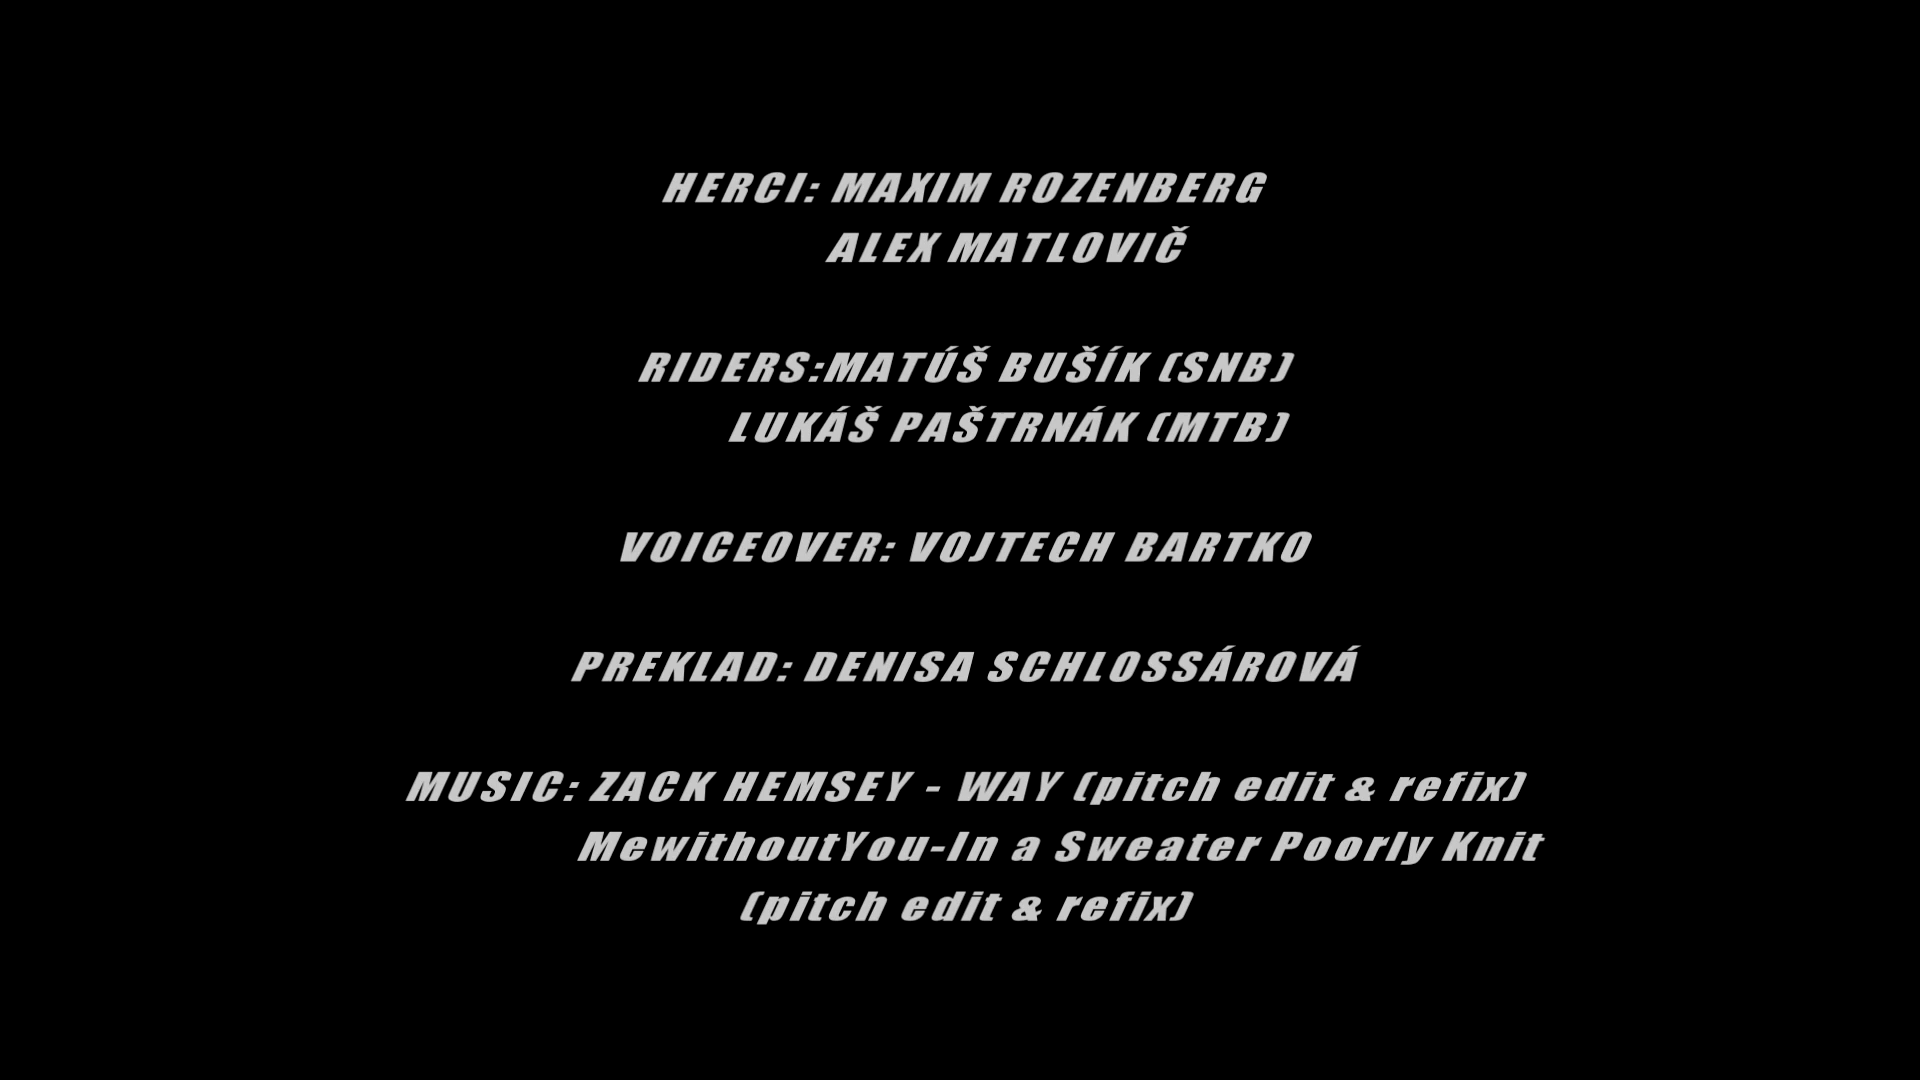 HERCI: MAXIM ROZENBERG
ALEX MATLOVIČ
RIDERS:MATÚŠ BUŠÍK (SNB)
LUKÁŠ PAŠTRNÁK (MTB)
VOICEOVER: VOJTECH BARTKO
PREKLAD: DENISA SCHLOSSÁROVÁ
MUSIC: ZACK HEMSEY - WAY (pitch edit & refix)
MewithoutYou-In a Sweater Poorly Knit
(pitch edit & refix)